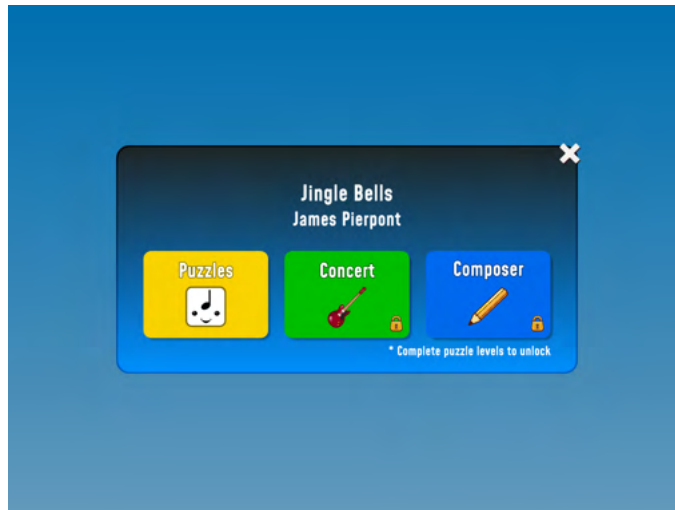 Jingle Bells
James Pierpont
Puzzles
Concert
Composer
* Complete puzzle levels to unlock